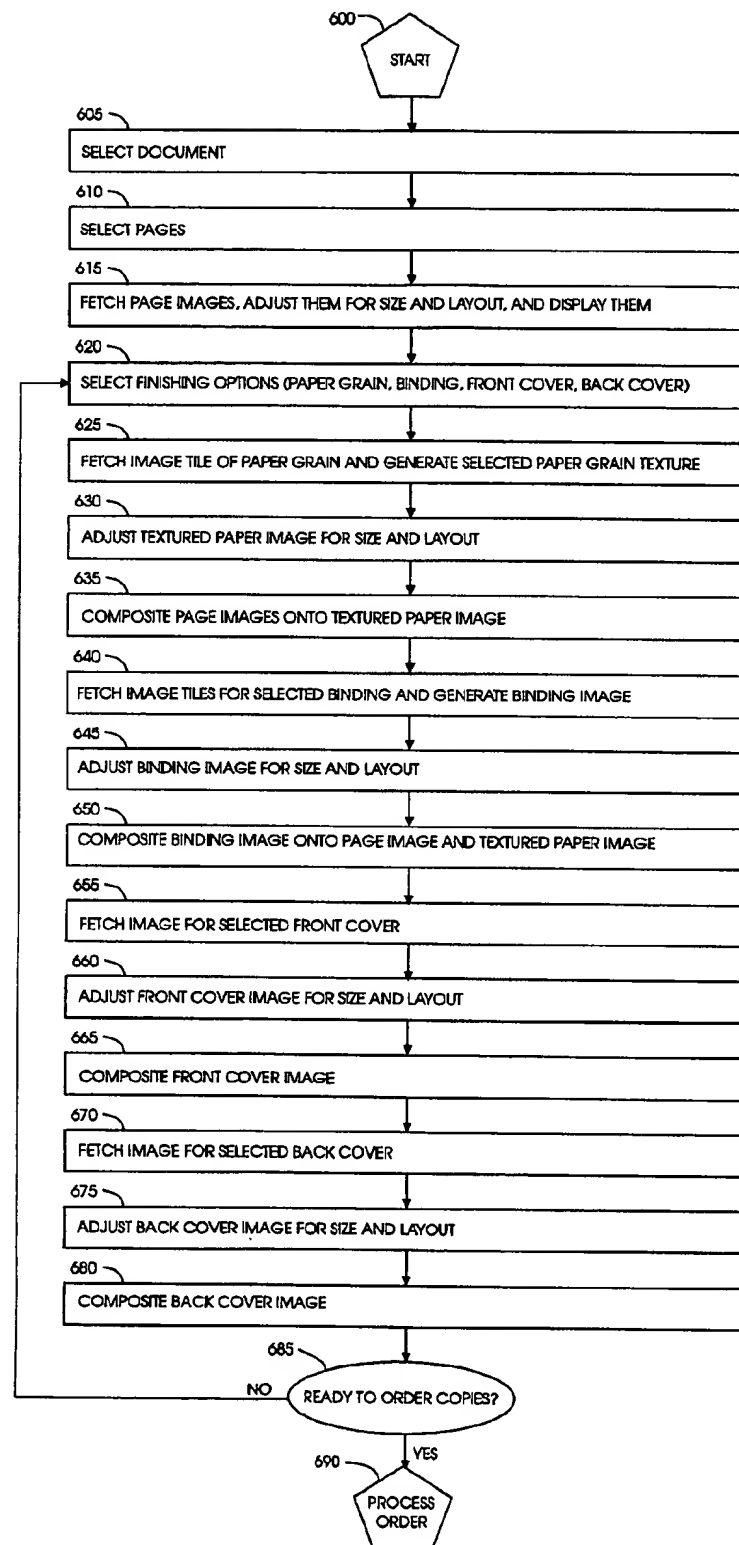 600
START
605
SELECT DOCUMENT
610
SELECT PAGES
615
FETCH PAGE IMAGES, ADJUST THEM FOR SIZE AND LAYOUT, AND DISPLAY THEM
620
SELECT FINISHING OPTIONS (PAPER GRAIN, BINDING, FRONT COVER, BACK COVER)
625
FETCH IMAGE TILE OF PAPER GRAIN AND GENERATE SELECTED PAPER GRAIN TEXTURE
630
ADJUST TEXTURED PAPER IMAGE FOR SIZE AND LAYOUT
635
COMPOSITE PAGE IMAGES ONTO TEXTURED PAPER IMAGE
640
FETCH IMAGE TILES FOR SELECTED BINDING AND GENERATE BINDING IMAGE
645
ADJUST BINDING IMAGE FOR SIZE AND LAYOUT
650
COMPOSITE BINDING IMAGE ONTO PAGE IMAGE AND TEXTURED PAPER IMAGE
655
FETCH IMAGE FOR SELECTED FRONT COVER
660
ADJUST FRONT COVER IMAGE FOR SIZE AND LAYOUT
665
COMPOSITE FRONT COVER IMAGE
670
FETCH IMAGE FOR SELECTED BACK COVER
675
ADJUST BACK COVER IMAGE FOR SIZE AND LAYOUT
680
COMPOSITE BACK COVER IMAGE
685
NO
READY TO ORDER COPIES?
YES
690
PROCESS
ORDER